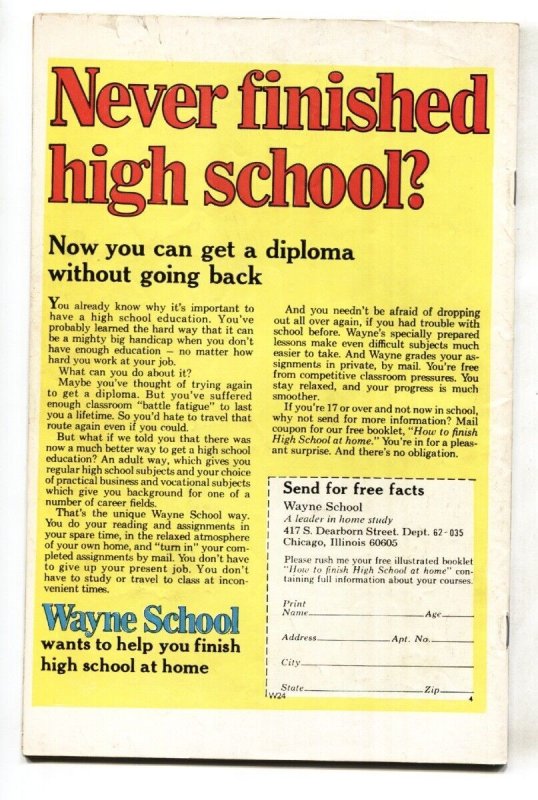 Never finished
high school?
Now you can get a diploma
without going back
You already know why it's important to
have a high school education. You've
probably learned the hard way that it can
be a mighty big handicap when you don't
have enough education — no matter how
hard you work at your job.
What can you do about it?
Maybe you've thought of trying again
to get a diploma. But you've suffered
enough classroom "battle fatigue" to last
you a lifetime. So you'd hate to travel that
route again even if you could.
But what if we told you that there was
now a much better way to get a high school
education? An adult way, which gives you
regular high school subjects and your choice
of practical business and vocational subjects
which give you background for one of a
number of career fields.
That's the unique Wayne School way.
You do your reading and assignments in
your spare time, in the relaxed atmosphere
of your own home, and "turn in" your com-
pleted assignments by mail. You don't have
to give up your present job. You don't
have to study or travel to class at incon-
venient times.
Wayne School
wants to help you finish
high school at home
And you needn't be afraid of dropping
out all over again, if you had trouble with
school before. Wayne's specially prepared
lessons make even difficult subjects much
easier to take. And Wayne grades your as-
signments in private, by mail. You're free
from competitive classroom pressures. You
stay relaxed, and your progress is much
smoother.
If you're 17 or over and not now in school,
why not send for more information? Mail
coupon for our free booklet, "How to finish
High School at home." You're in for a pleas-
ant surprise. And there's no obligation.
Send for free facts
Wayne School
A leader in home study
417 S. Dearborn Street. Dept. 62-035
Chicago, Illinois 60605
Please rush me your free illustrated booklet
"How to finish High School at home" con-
taining full information about your courses.
Print
Name Age
Address Apt. No.
City
State Zip
W24 4